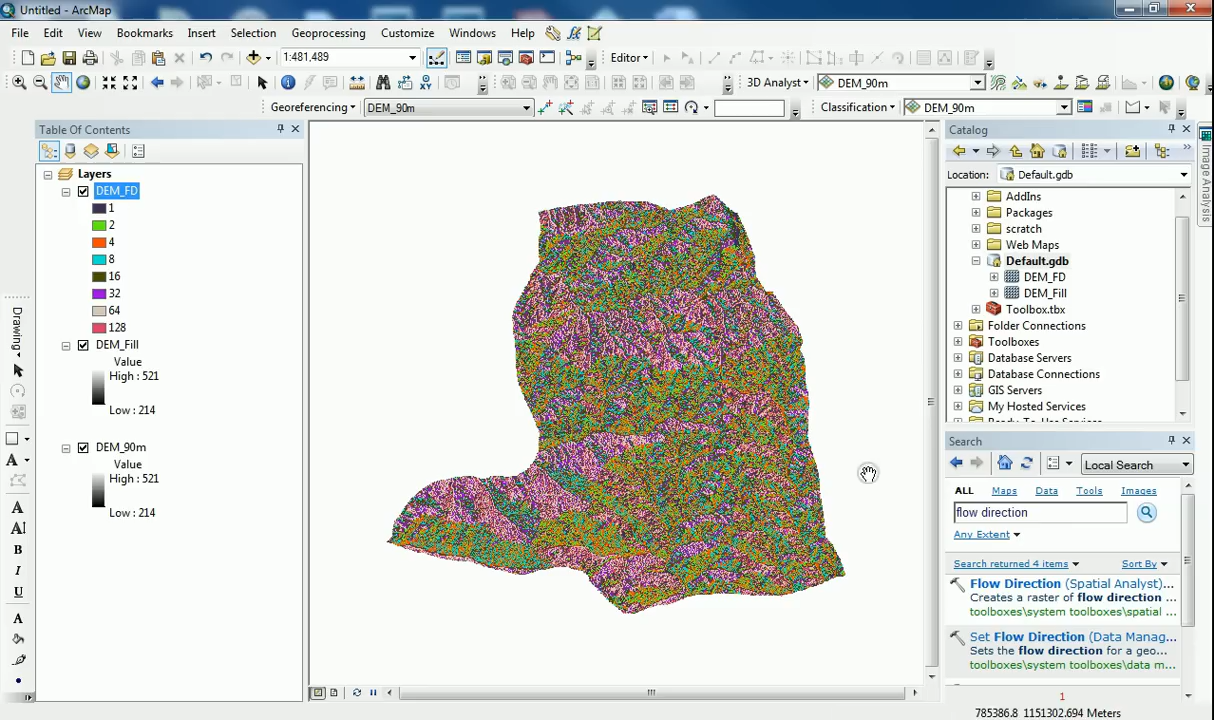 Untitled - ArcMap
File Edit View Bookmarks Insert Selection Geoprocessing Customize Windows Help
1:481,489 Editor
3D Analyst DEM_90m
Georeferencing DEM_90m Classification DEM_90m
Table Of Contents
Layers
DEM_FD
1
2
4
8
16
32
64
128
DEM_Fill
Value
High : 521
Low : 214
DEM_90m
Value
High : 521
Low : 214
Drawing
A
A
A
B
I
U
A
Catalog
Location: Default.gdb
AddIns
Packages
scratch
Web Maps
Default.gdb
DEM_FD
DEM_Fill
Toolbox.tbx
Folder Connections
Toolboxes
Database Servers
Database Connections
GIS Servers
My Hosted Services
Image Analysis
Search
Local Search
ALL Maps Data Tools Images
flow direction
Any Extent
Search returned 4 items Sort By
Flow Direction (Spatial Analyst)...
Creates a raster of flow direction ...
toolboxes\system toolboxes\spatial ...
Set Flow Direction (Data Manag...
Sets the flow direction for a geo...
toolboxes\system toolboxes\data m...
1
785386.8 1151302.694 Meters